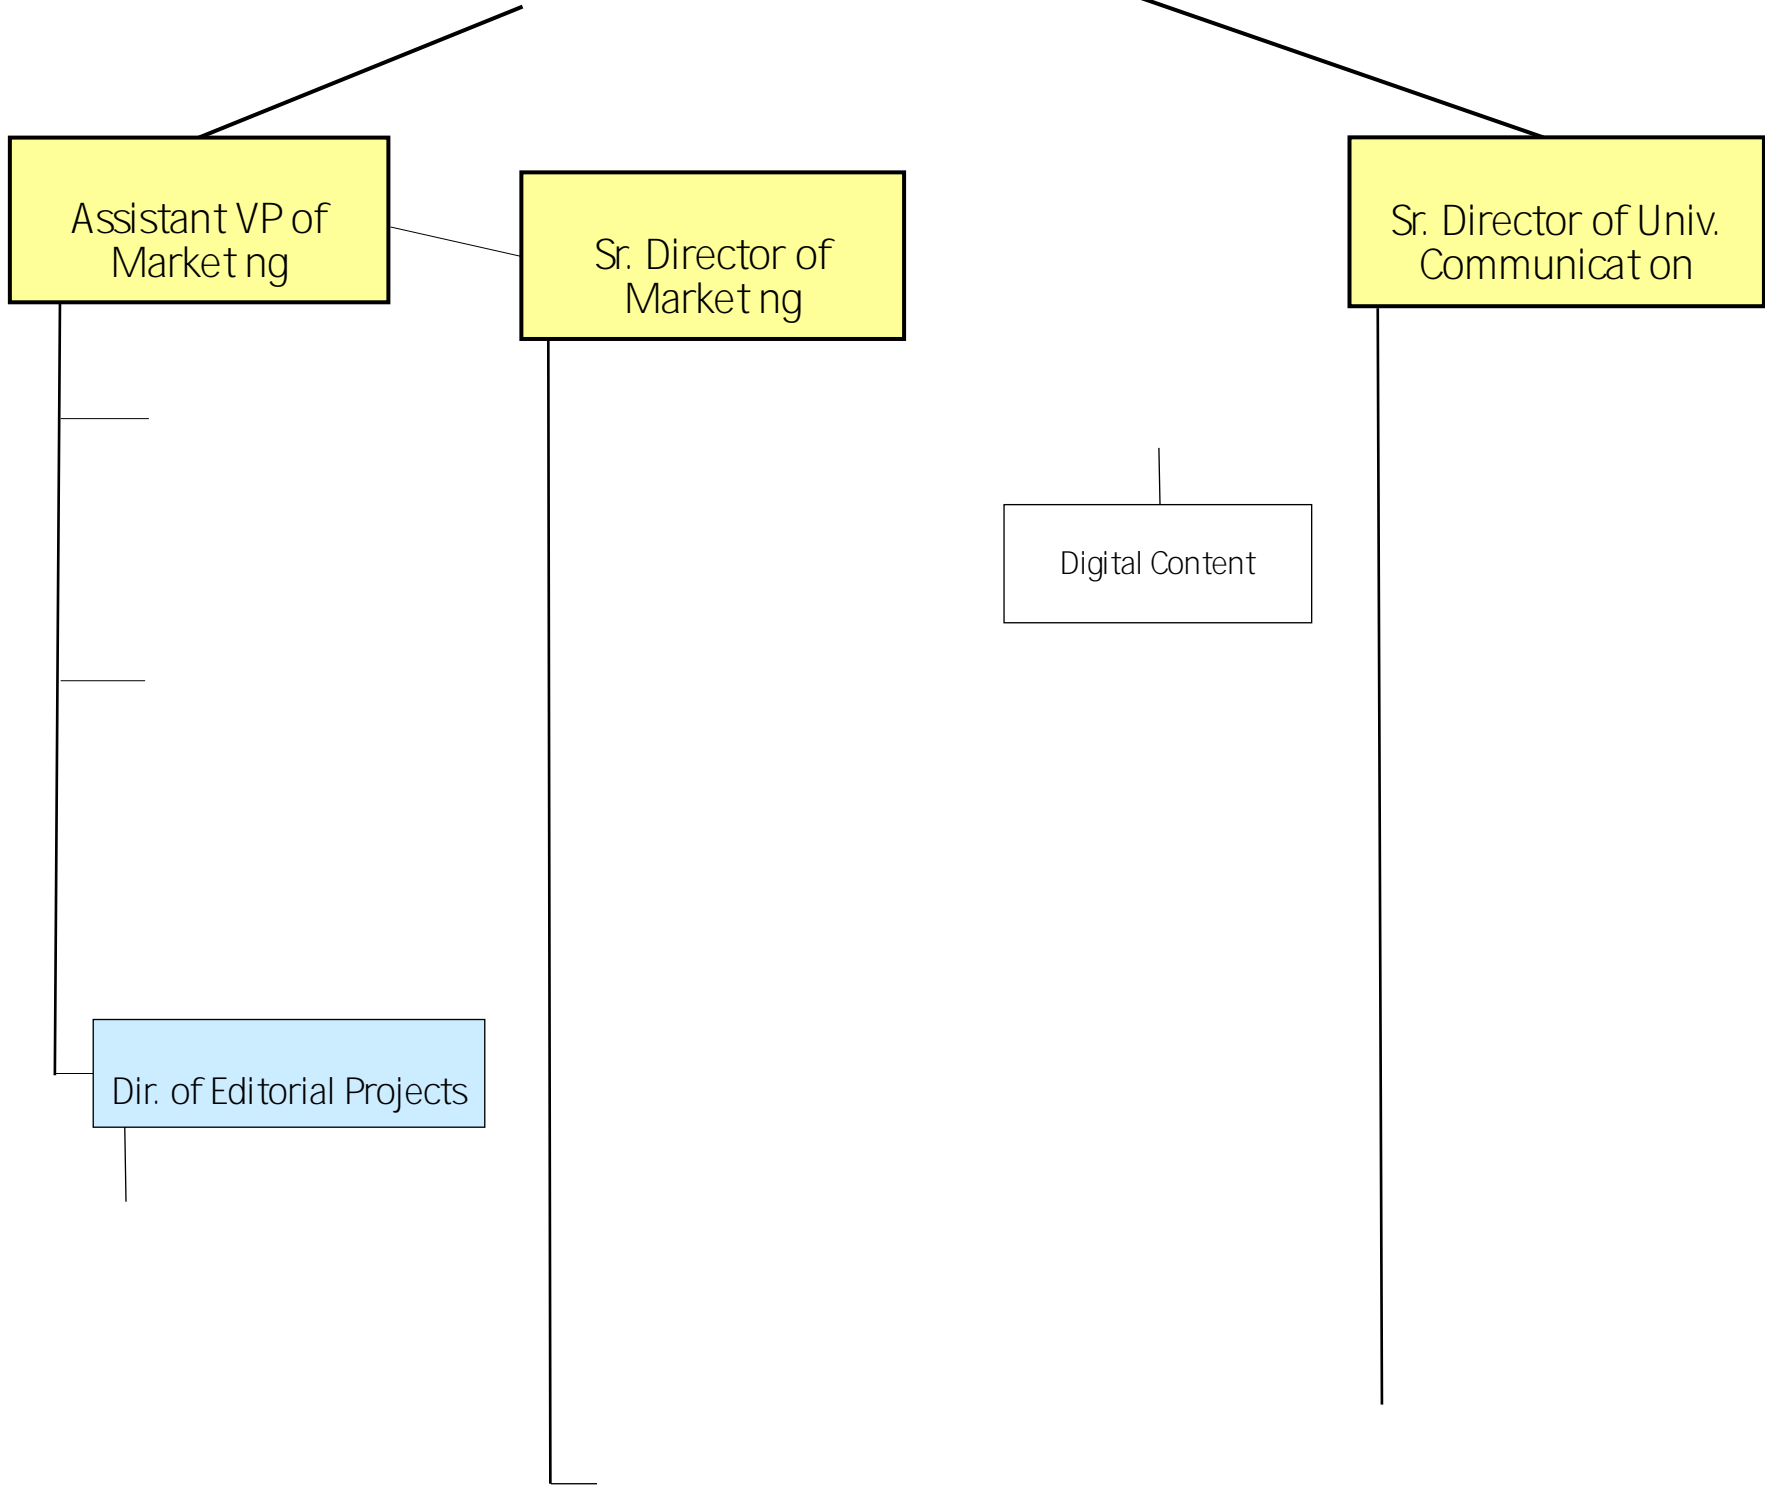 Assistant VP of
Market ng
Sr. Director of
Market ng
Sr. Director of Univ.
Communicat on
Digital Content
Dir. of Editorial Projects